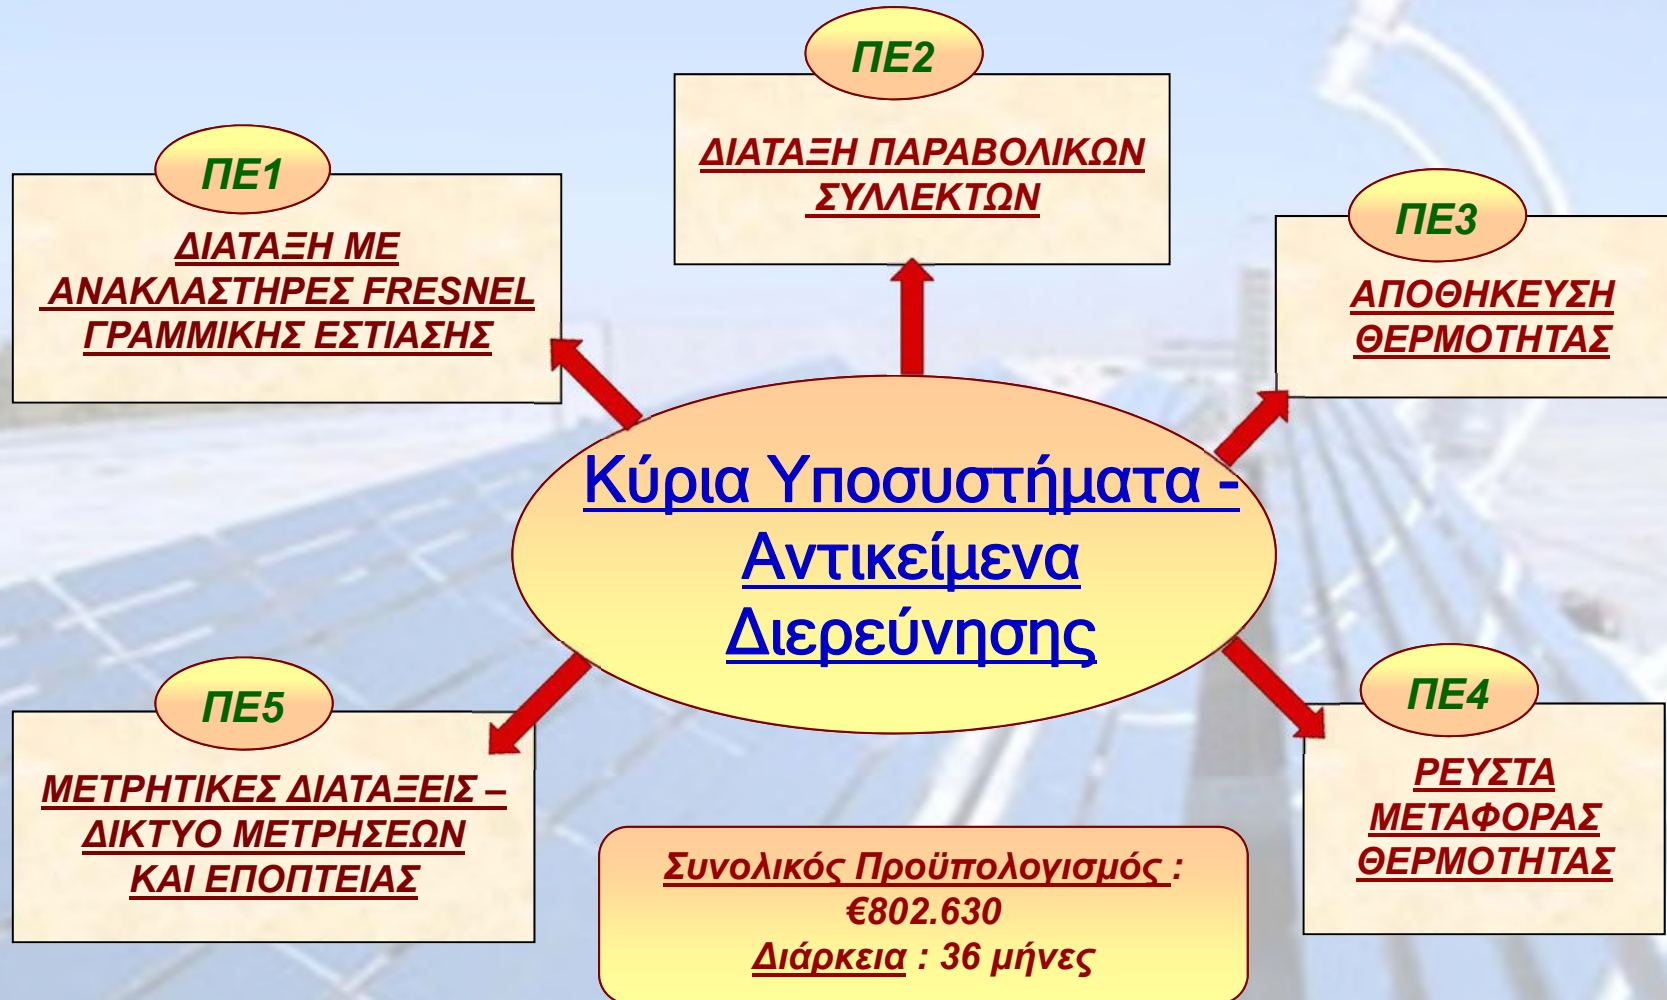 ΠΕ1
ΔΙΑΤΑΞΗ ΜΕ
ΑΝΑΚΛΑΣΤΗΡΕΣ FRESNEL
ΓΡΑΜΜΙΚΗΣ ΕΣΤΙΑΣΗΣ
ΠΕ2
ΔΙΑΤΑΞΗ ΠΑΡΑΒΟΛΙΚΩΝ
ΣΥΛΛΕΚΤΩΝ
ΠΕ3
ΑΠΟΘΗΚΕΥΣΗ
ΘΕΡΜΟΤΗΤΑΣ
Κύρια Υποσυστήματα -
Αντικείμενα
Διερεύνησης
ΠΕ5
ΜΕΤΡΗΤΙΚΕΣ ΔΙΑΤΑΞΕΙΣ –
ΔΙΚΤΥΟ ΜΕΤΡΗΣΕΩΝ
ΚΑΙ ΕΠΟΠΤΕΙΑΣ
ΠΕ4
ΡΕΥΣΤΑ
ΜΕΤΑΦΟΡΑΣ
ΘΕΡΜΟΤΗΤΑΣ
Συνολικός Προϋπολογισμός :
€802.630
Διάρκεια : 36 μήνες